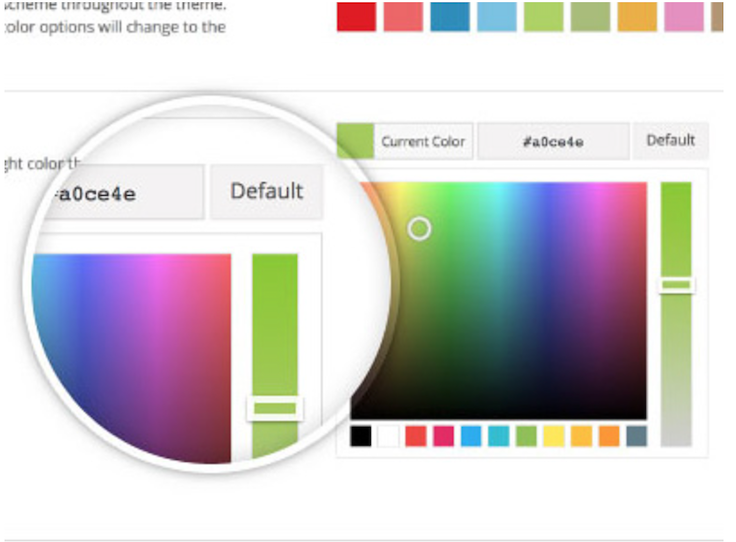 scheme throughout the theme.
color options will change to the
Current Color
#a0ce4e
Default
ght color th
#a0ce4e
Default